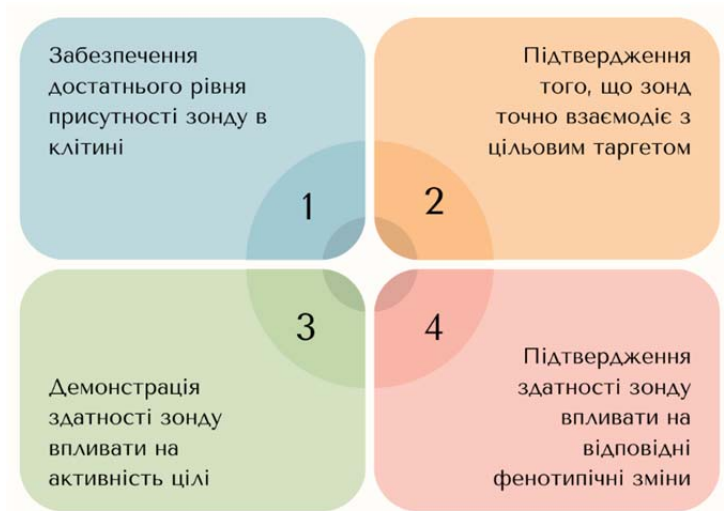 Забезпечення
достатнього рівня
присутності зонду в
клітині
1
Підтвердження
того, що зонд
точно взаємодіє з
цільовим таргетом
2
Демонстрація
здатності зонду
впливати на
активність цілі
3
Підтвердження
здатності зонду
впливати на
відповідні
фенотипічні зміни
4